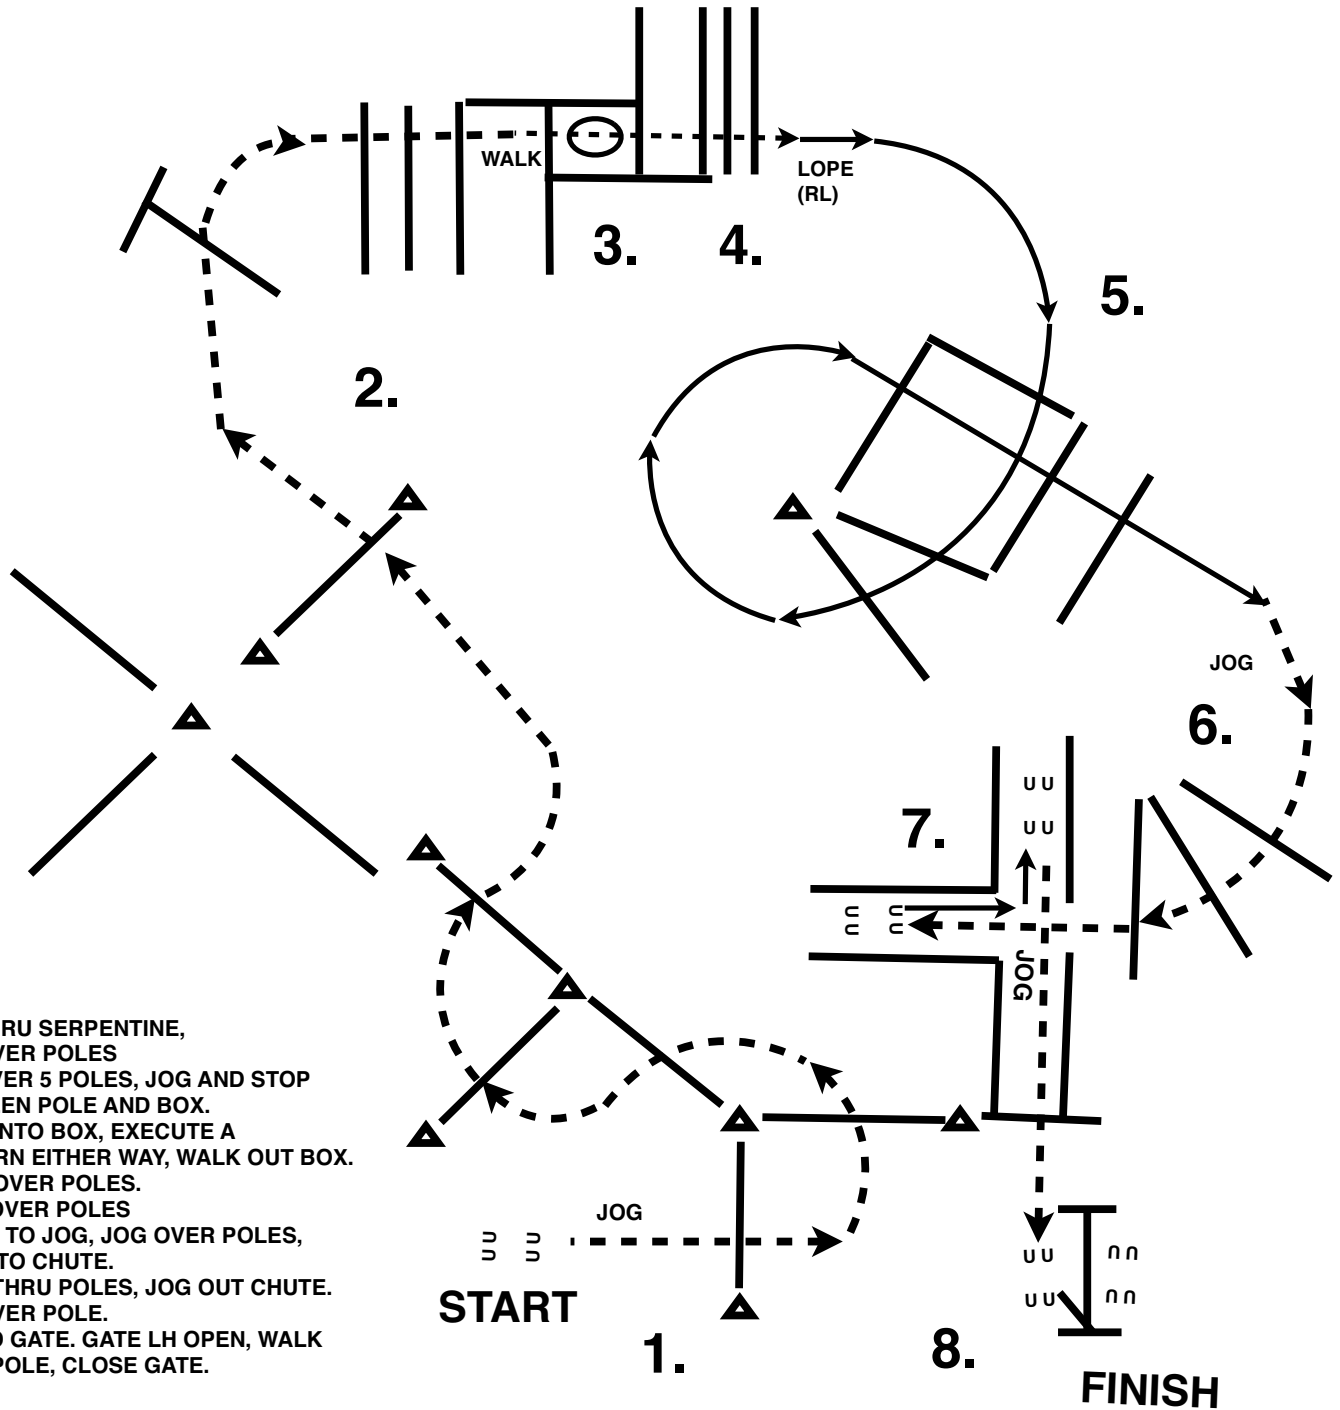 WALK
LOPE
(RL)
3.
4.
5.
2.
JOG
6.
7.
JOG
RU SERPENTINE,
VER POLES
VER 5 POLES, JOG AND STOP
EEN POLE AND BOX.
NTO BOX, EXECUTE A
RN EITHER WAY, WALK OUT BOX.
OVER POLES.
OVER POLES
TO JOG, JOG OVER POLES,
TO CHUTE.
THRU POLES, JOG OUT CHUTE.
VER POLE.
GATE. GATE LH OPEN, WALK
POLE, CLOSE GATE.
JOG
START
1.
8.
FINISH